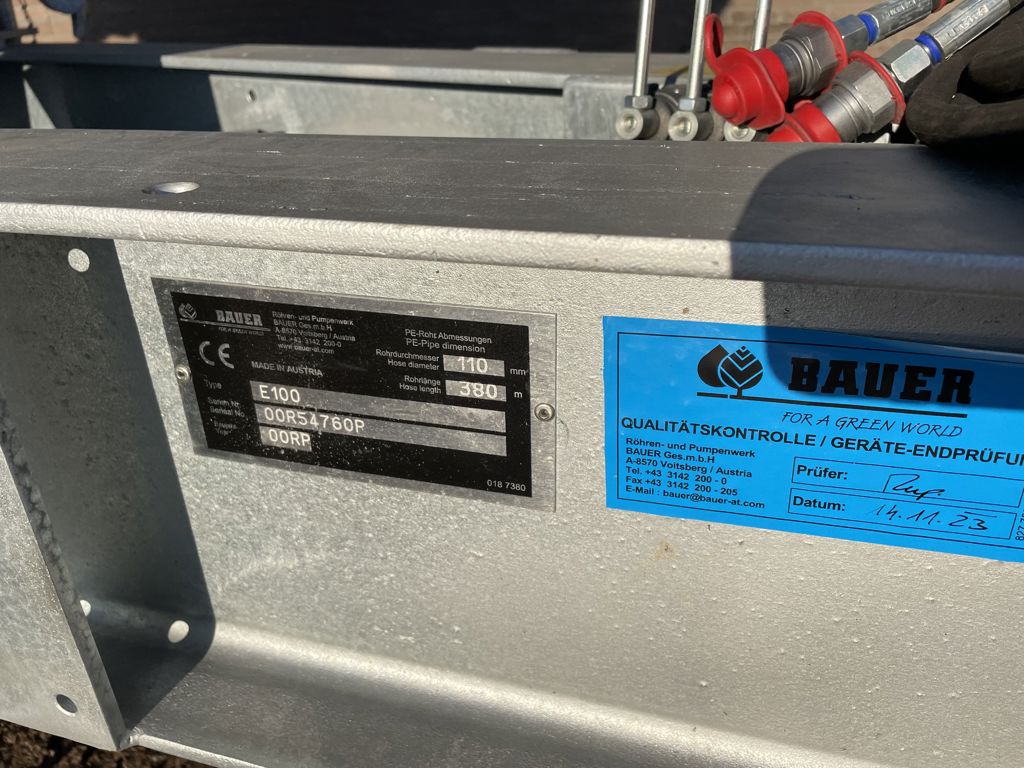 BAUER
FOR A GREEN WORLD
Röhren- und Pumpenwerk
BAUER Ges.m.b.H
A-8570 Voitsberg / Austria
Tel. +43 3142 200-0
www.bauer-at.com
CE
MADE IN AUSTRIA
PE-Rohr Abmessungen
PE-Pipe dimension
Rohrdurchmesser
Hose diameter 110 mm
Rohrlänge
Hose length 380 m
Type E100
Serien Nr.
Serial No. 00R54760P
Baujahr
Year 00RP
018 7380
BAUER
FOR A GREEN WORLD
QUALITÄTSKONTROLLE / GERÄTE-ENDPRÜFUN
Röhren- und Pumpenwerk
BAUER Ges.m.b.H
A-8570 Voitsberg / Austria
Tel. +43 3142 200 - 0
Fax +43 3142 200 - 205
E-Mail : bauer@bauer-at.com
Prüfer:
Datum: 14.11.23